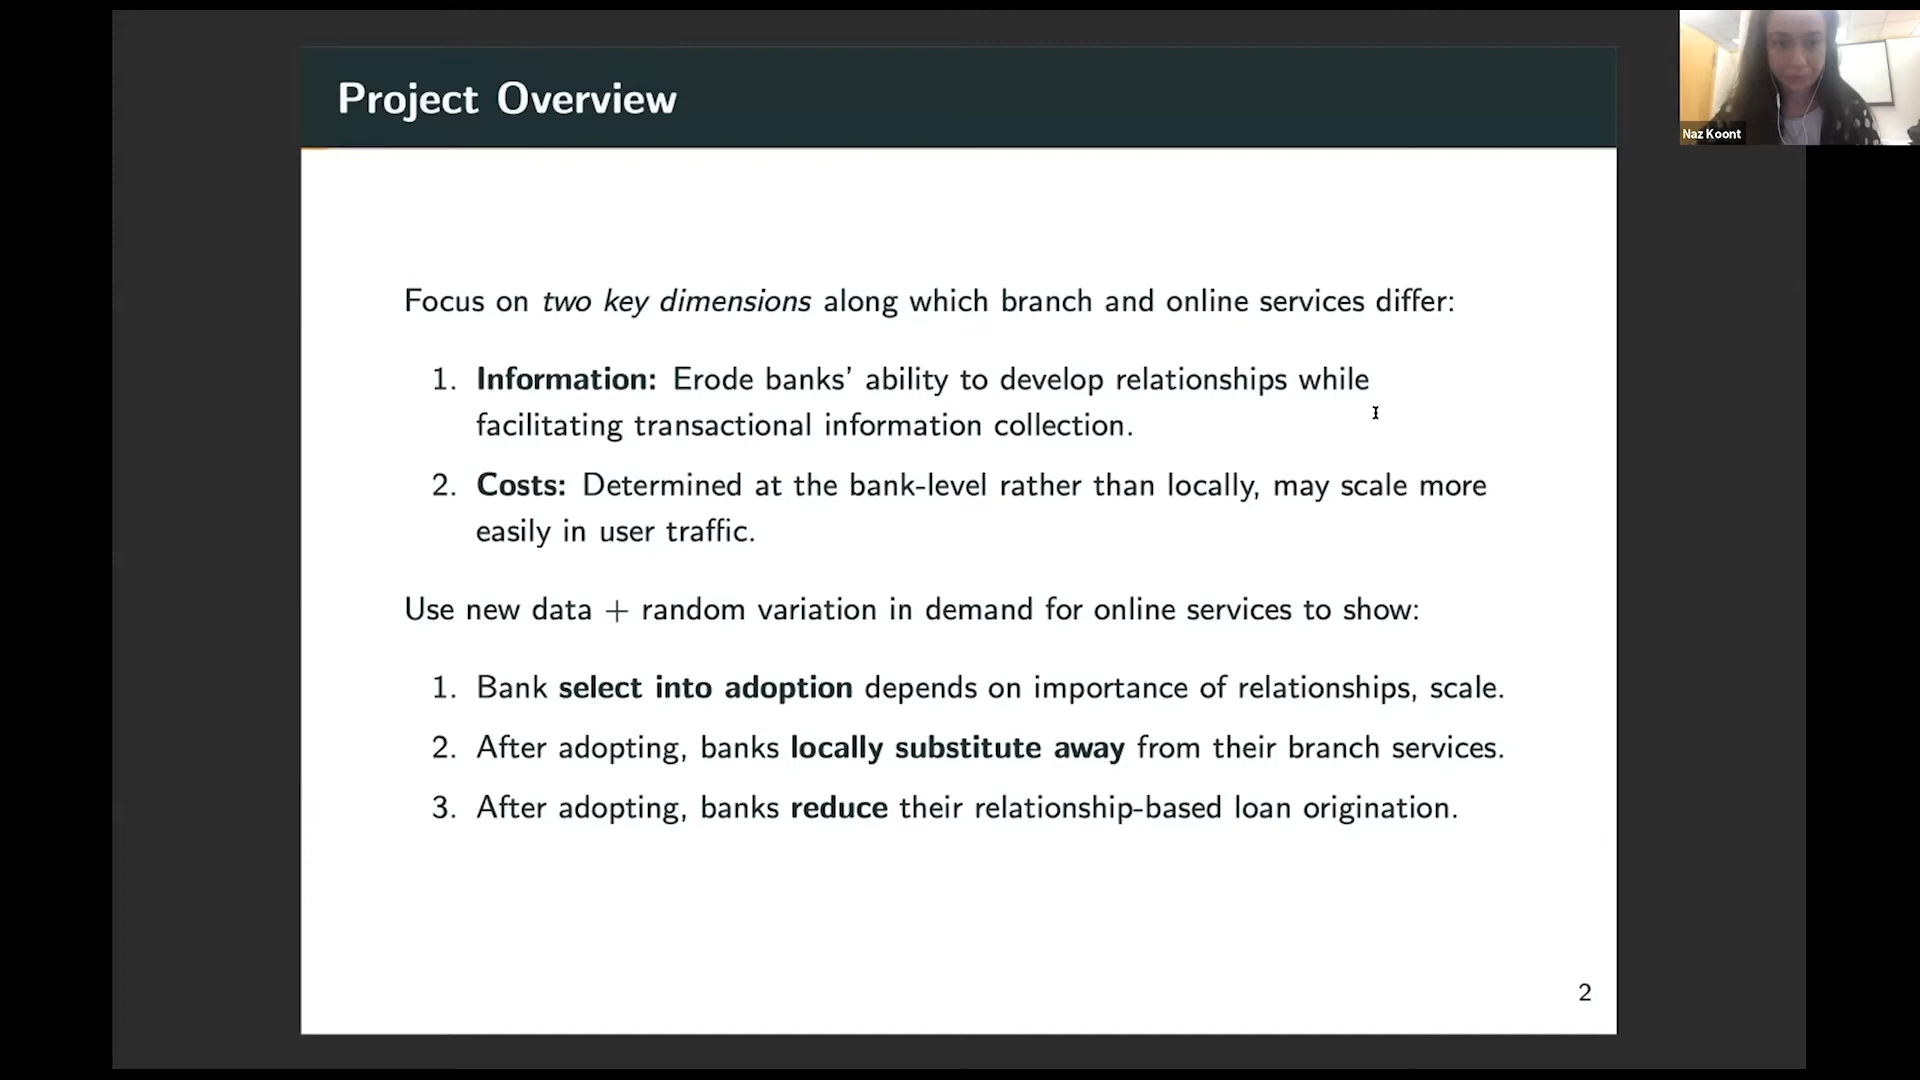 Project Overview
Naz Koont
Focus on two key dimensions along which branch and online services differ:
1. Information: Erode banks' ability to develop relationships while
facilitating transactional information collection.
2. Costs: Determined at the bank-level rather than locally, may scale more
easily in user traffic.
Use new data + random variation in demand for online services to show:
1. Bank select into adoption depends on importance of relationships, scale.
2. After adopting, banks locally substitute away from their branch services.
3. After adopting, banks reduce their relationship-based loan origination.
2